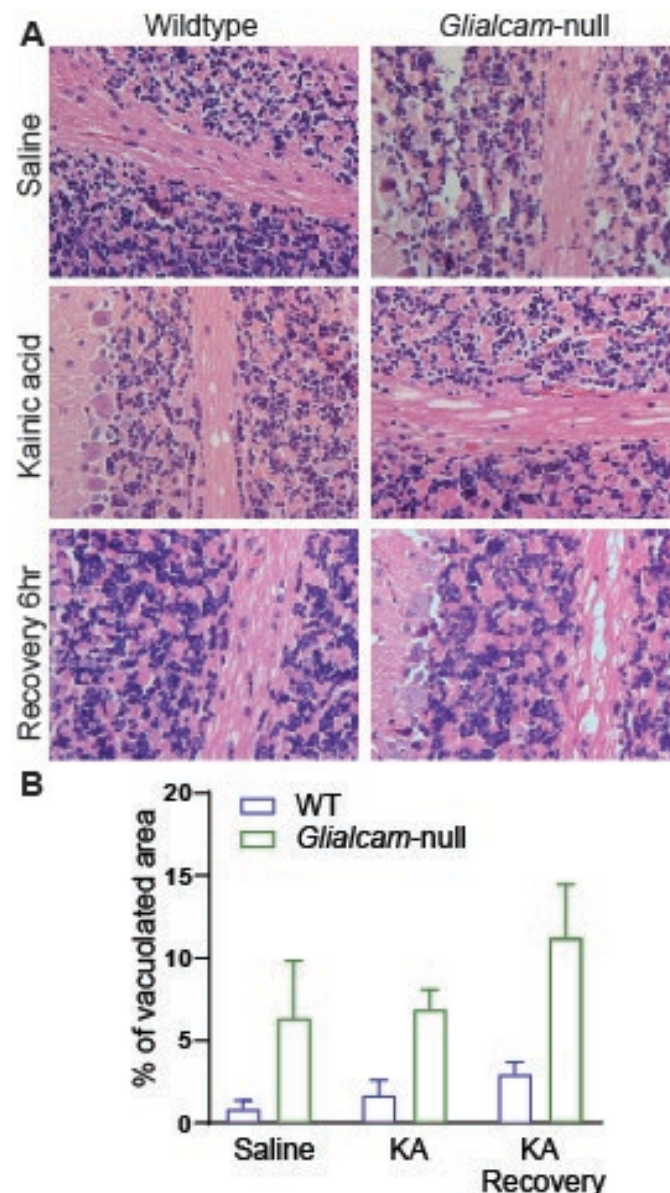 A
Wildtype
Glialcam-null
Saline
Kainic acid
Recovery 6hr
B
% of vacuolated area
20
15
10
5
0
WT
Glialcam-null
Saline
KA
KA
Recovery